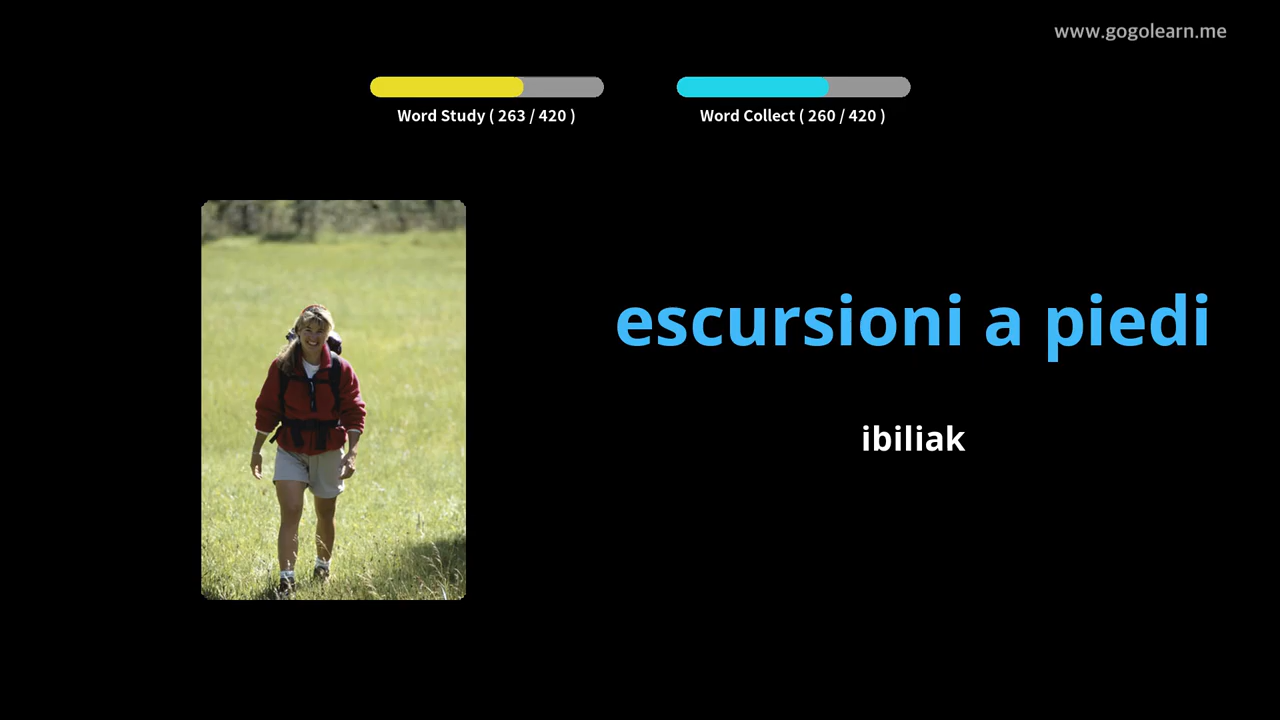 www.gogolearn.me
Word Study ( 263 / 420 )
Word Collect ( 260 / 420 )
escursioni a piedi
ibiliak